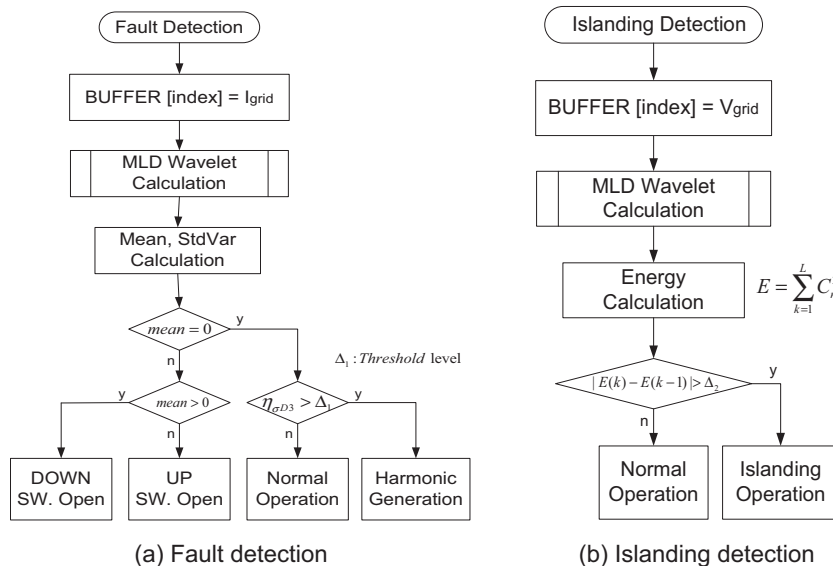 Fault Detection
BUFFER [index] = Igrid
MLD Wavelet
Calculation
Mean, StdVar
Calculation
mean = 0
y
n
Δ₁ : Threshold level
mean > 0
y
n
η_σD3 > Δ₁
y
n
DOWN
SW. Open
UP
SW. Open
Normal
Operation
Harmonic
Generation
(a) Fault detection
Islanding Detection
BUFFER [index] = Vgrid
MLD Wavelet
Calculation
Energy
Calculation
E = ∑ k=1 L C
| E(k) − E(k−1) | > Δ₂
y
n
Normal
Operation
Islanding
Operation
(b) Islanding detection